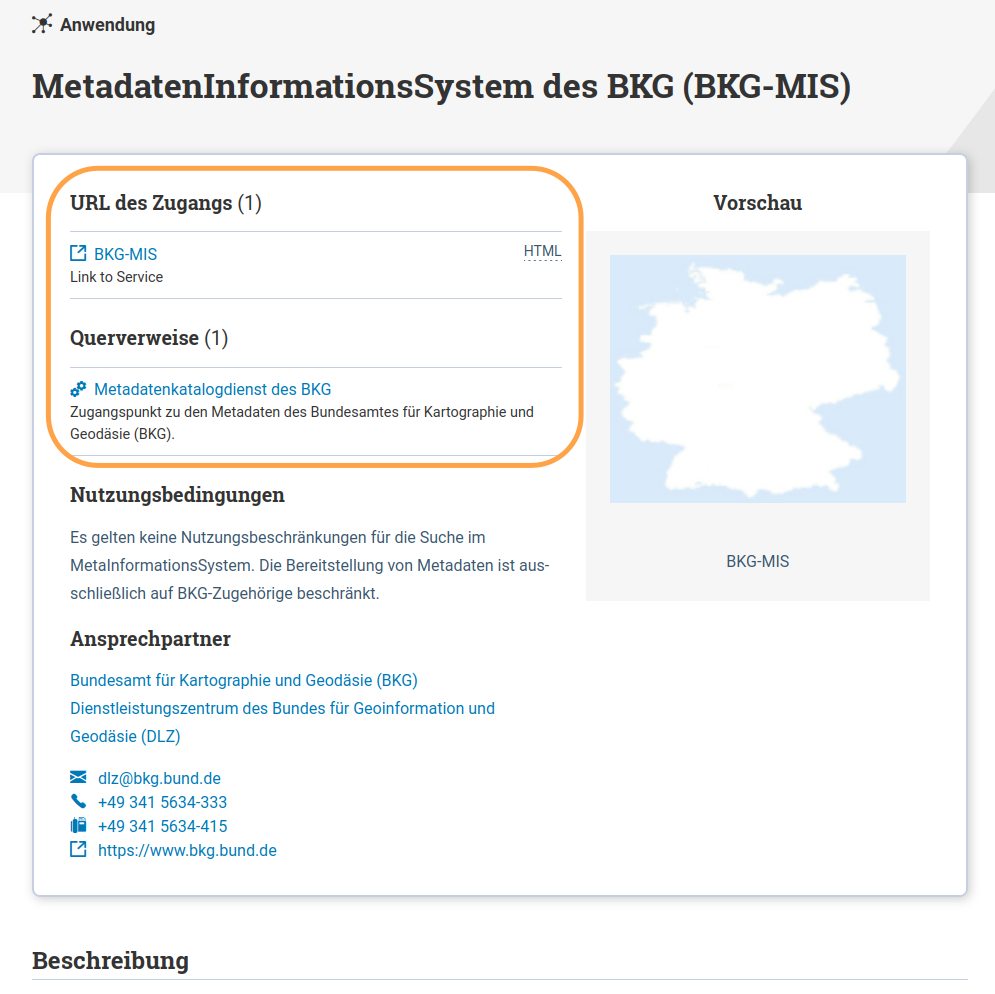 Anwendung
MetadatenInformationsSystem des BKG (BKG-MIS)
URL des Zugangs (1)
BKG-MIS
HTML
Link to Service
Querverweise (1)
Metadatenkatalogdienst des BKG
Zugangspunkt zu den Metadaten des Bundesamtes für Kartographie und
Geodäsie (BKG).
Nutzungsbedingungen
Es gelten keine Nutzungsbeschränkungen für die Suche im
MetaInformationsSystem. Die Bereitstellung von Metadaten ist aus-
schließlich auf BKG-Zugehörige beschränkt.
Ansprechpartner
Bundesamt für Kartographie und Geodäsie (BKG)
Dienstleistungszentrum des Bundes für Geoinformation und
Geodäsie (DLZ)
dlz@bkg.bund.de
+49 341 5634-333
+49 341 5634-415
https://www.bkg.bund.de
Vorschau
BKG-MIS
Beschreibung